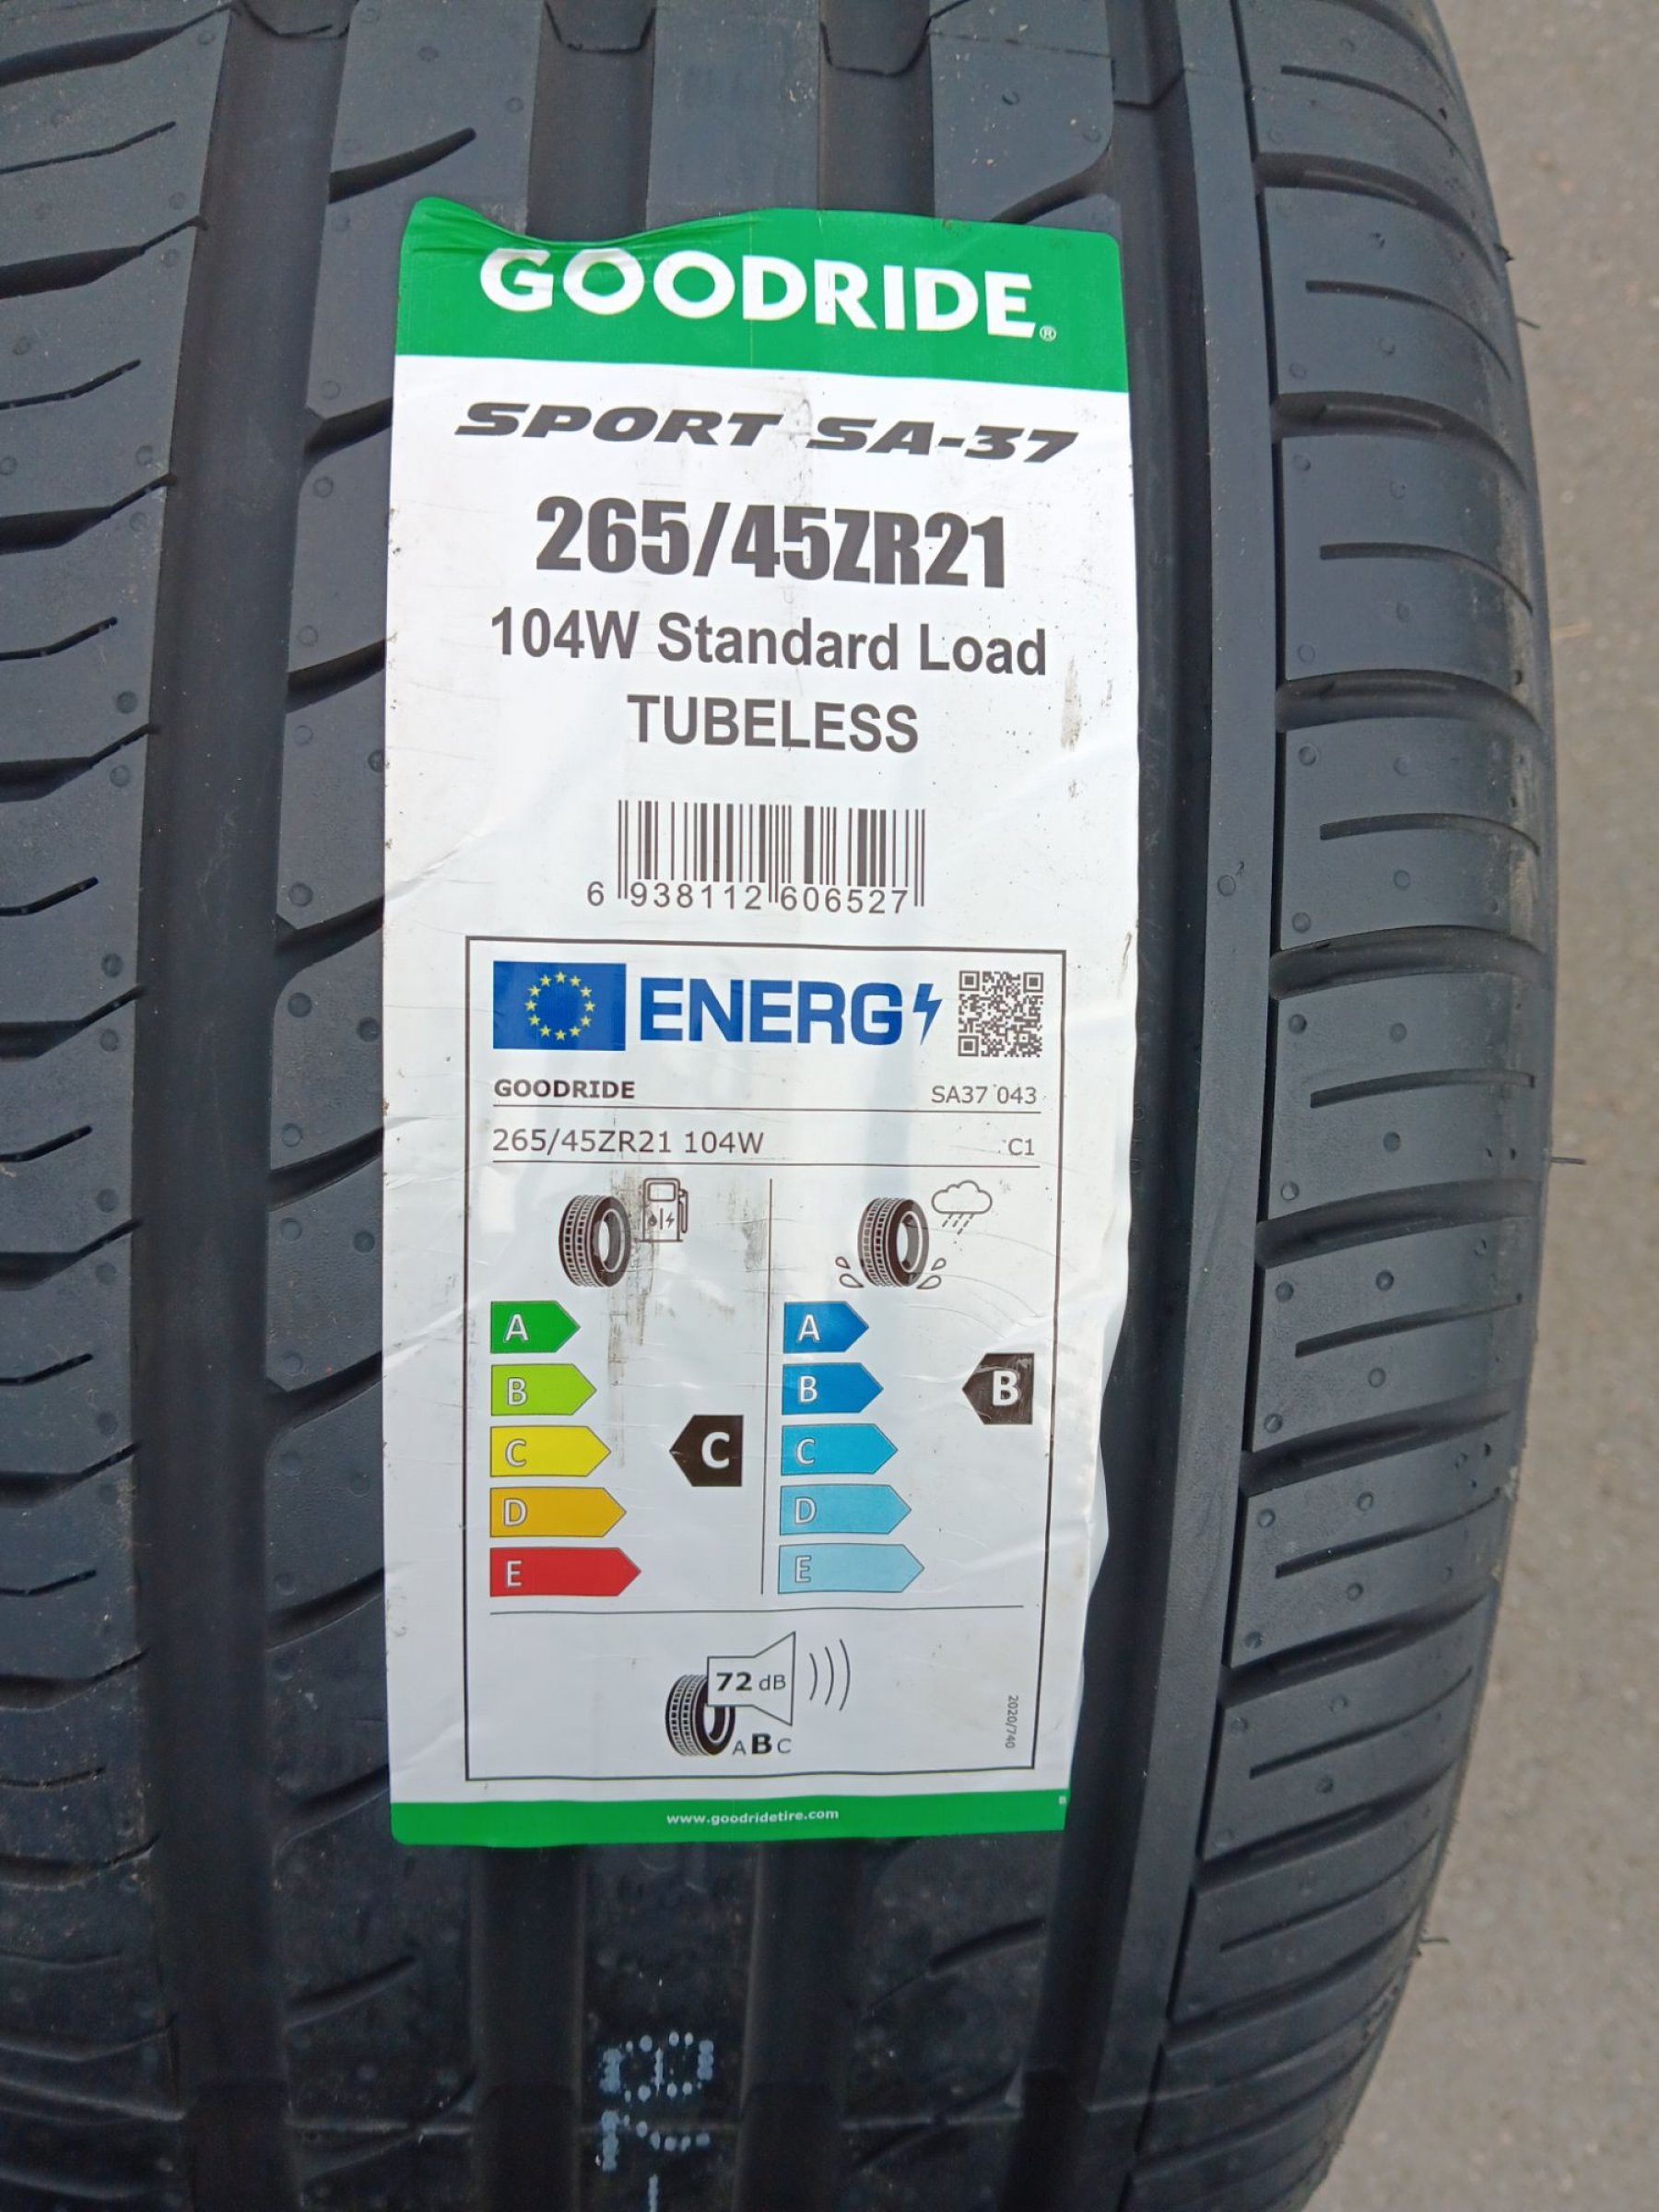 GOODRIDE®
SPORT SA-37
265/45ZR21
104W Standard Load
TUBELESS
6 938112 606527
ENERG
GOODRIDE SA37 043
265/45ZR21 104W C1
A A
B B B
C C C
D D
E E
72 dB
ABC
2020/740
www.goodridetire.com